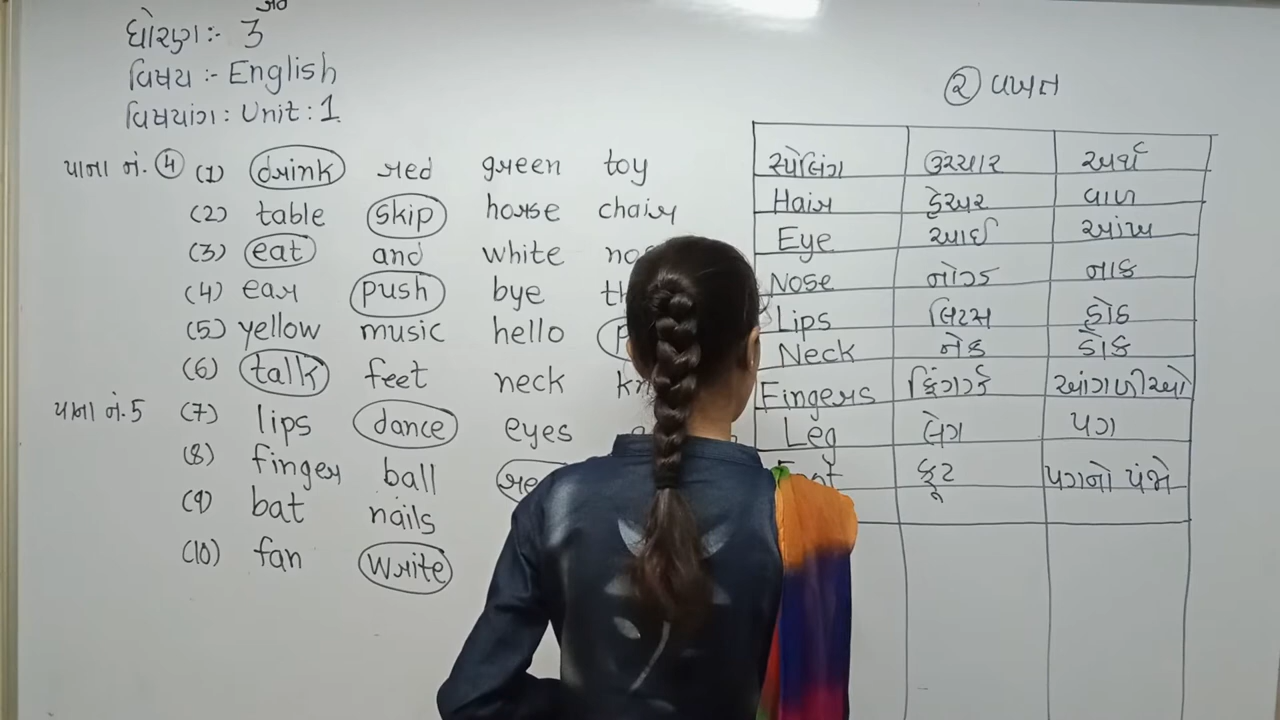 ધોરણ :- 3
વિષય :- English
વિષયાંગ : Unit : 1
પાના નં. 4 (1) drink red green toy
(2) table skip horse chair
(3) eat and white
(4) ear push bye
(5) yellow music hello
(6) talk feet neck
પાના નં. 5 (7) lips dance eyes
(8) finger ball
(9) bat nails
(10) fan write
૨ વખત
સ્પેલિંગ ઉચ્ચાર અર્થ
Hair હેઅર વાળ
Eye આઈ આંખ
Nose નોઝ નાક
Lips લિપ્સ હોઠ
Neck નેક ડોક
Fingers ફિંગર્ક આંગળીઓ
Leg લેગ પગ
Foot ફૂટ પગનો પંજો